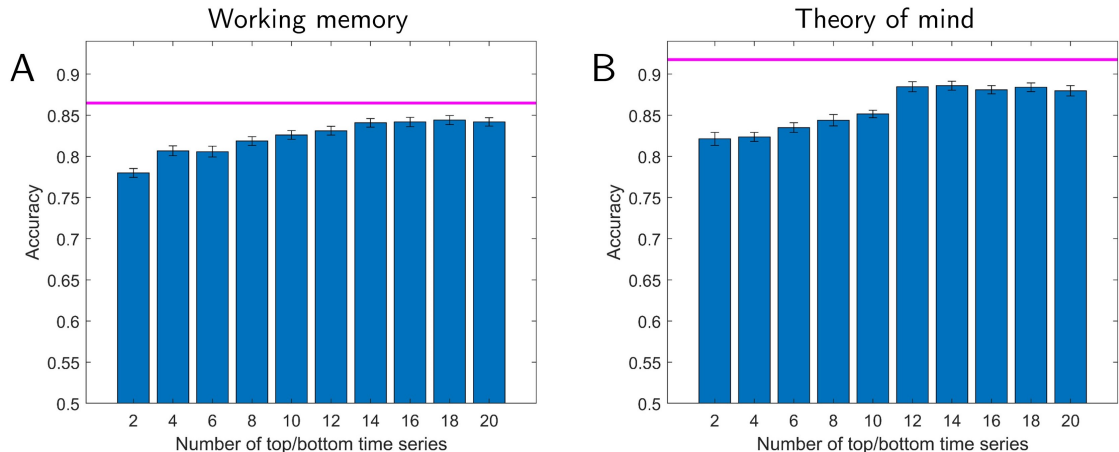 Working memory
A
Accuracy
0.9
0.85
0.8
0.75
0.7
0.65
0.6
0.55
0.5
2 4 6 8 10 12 14 16 18 20
Number of top/bottom time series
Theory of mind
B
Accuracy
0.9
0.85
0.8
0.75
0.7
0.65
0.6
0.55
0.5
2 4 6 8 10 12 14 16 18 20
Number of top/bottom time series